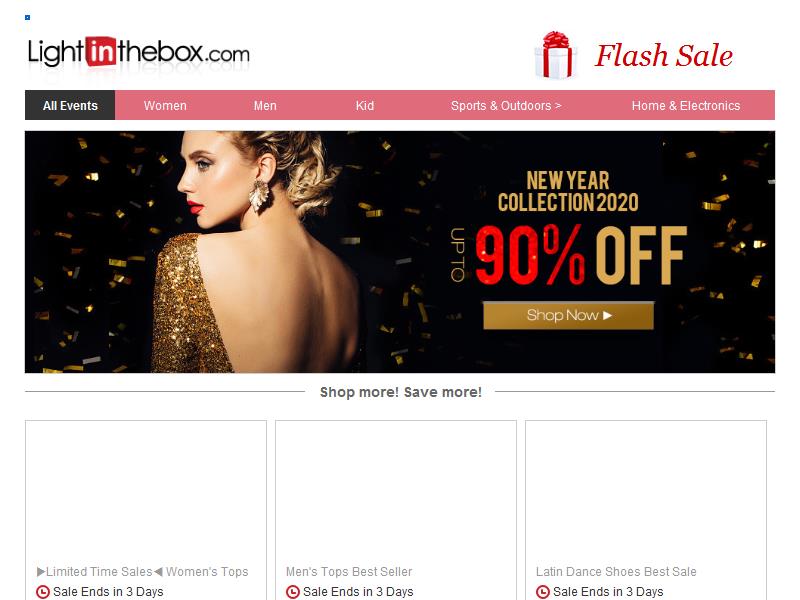 Lightinthebox.com
Flash Sale
All Events Women Men Kid Sports & Outdoors > Home & Electronics
NEW YEAR
COLLECTION 2020
UP TO 90% OFF
Shop Now ►
Shop more! Save more!
►Limited Time Sales◄ Women's Tops
Sale Ends in 3 Days
Men's Tops Best Seller
Sale Ends in 3 Days
Latin Dance Shoes Best Sale
Sale Ends in 3 Days